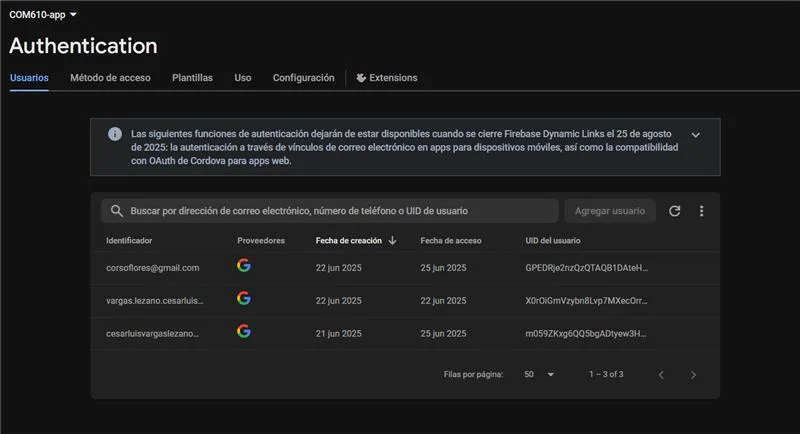 COM610-app
Authentication
Usuarios Método de acceso Plantillas Uso Configuración Extensions
Las siguientes funciones de autenticación dejarán de estar disponibles cuando se cierre Firebase Dynamic Links el 25 de agosto
de 2025: la autenticación a través de vínculos de correo electrónico en apps para dispositivos móviles, así como la compatibilidad
con OAuth de Cordova para apps web.
Buscar por dirección de correo electrónico, número de teléfono o UID de usuario Agregar usuario
Identificador Proveedores Fecha de creación Fecha de acceso UID del usuario
corsoflores@gmail.com 22 jun 2025 25 jun 2025 GPEDRje2nzQzQTAQB1DAteH...
vargas.lezano.cesarluis... 22 jun 2025 22 jun 2025 X0rOiGmVzybn8Lvp7MXecOrr...
cesarluisvargaslezano... 21 jun 2025 25 jun 2025 m059ZKxg6QQ5bgADtyew3H...
Filas por página: 50 1 – 3 of 3